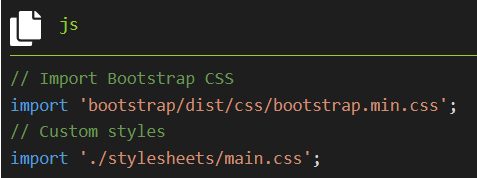 js
// Import Bootstrap CSS
import 'bootstrap/dist/css/bootstrap.min.css';
// Custom styles
import './stylesheets/main.css';